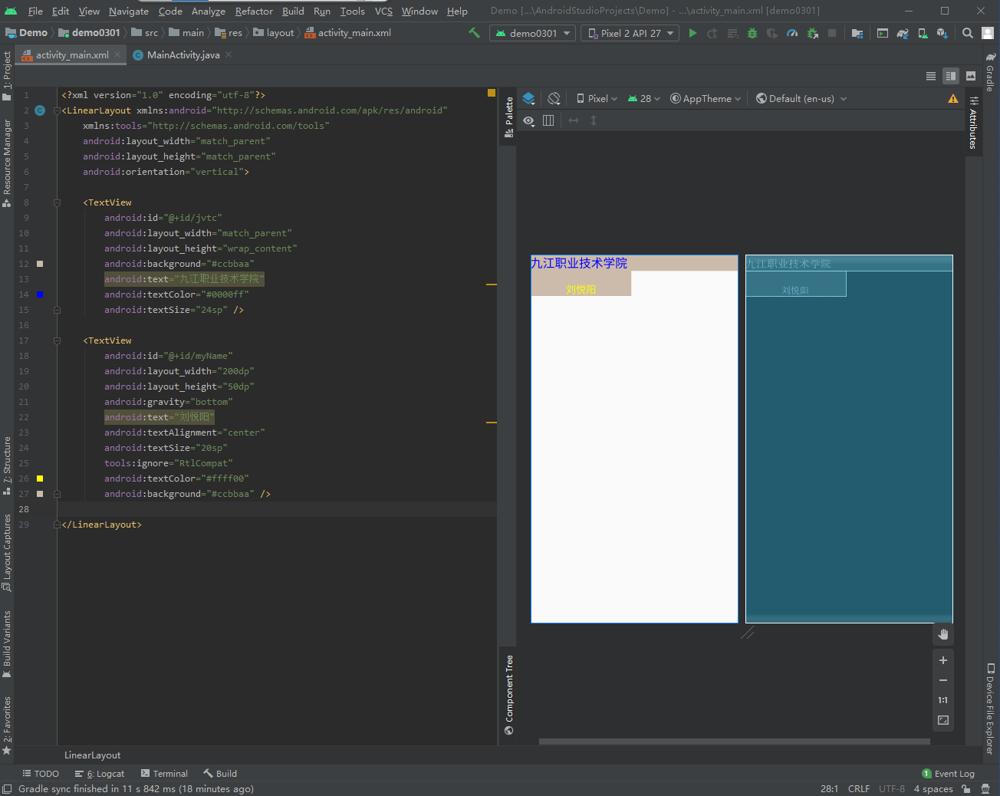 File Edit View Navigate Code Analyze Refactor Build Run Tools VCS Window Help Demo [...\AndroidStudioProjects\Demo] - ...\activity_main.xml [demo0301]
Demo demo0301 src main res layout activity_main.xml demo0301 Pixel 2 API 27
activity_main.xml MainActivity.java
1: Project
Resource Manager
7: Structure
Layout Captures
Build Variants
2: Favorites
1 <?xml version="1.0" encoding="utf-8"?>
2 <LinearLayout xmlns:android="http://schemas.android.com/apk/res/android"
3 xmlns:tools="http://schemas.android.com/tools"
4 android:layout_width="match_parent"
5 android:layout_height="match_parent"
6 android:orientation="vertical">
7
8 <TextView
9 android:id="@+id/jvtc"
10 android:layout_width="match_parent"
11 android:layout_height="wrap_content"
12 android:background="#ccbbaa"
13 android:text="九江职业技术学院"
14 android:textColor="#0000ff"
15 android:textSize="24sp" />
16
17 <TextView
18 android:id="@+id/myName"
19 android:layout_width="200dp"
20 android:layout_height="50dp"
21 android:gravity="bottom"
22 android:text="刘悦阳"
23 android:textAlignment="center"
24 android:textSize="20sp"
25 tools:ignore="RtlCompat"
26 android:textColor="#ffff00"
27 android:background="#ccbbaa" />
28
29 </LinearLayout>
Palette
Component Tree
Pixel 28 AppTheme Default (en-us)
九江职业技术学院
刘悦阳
九江职业技术学院
刘悦阳
1:1
Gradle
Attributes
Device File Explorer
LinearLayout
TODO 6: Logcat Terminal Build 1 Event Log
Gradle sync finished in 11 s 842 ms (18 minutes ago) 28:1 CRLF UTF-8 4 spaces